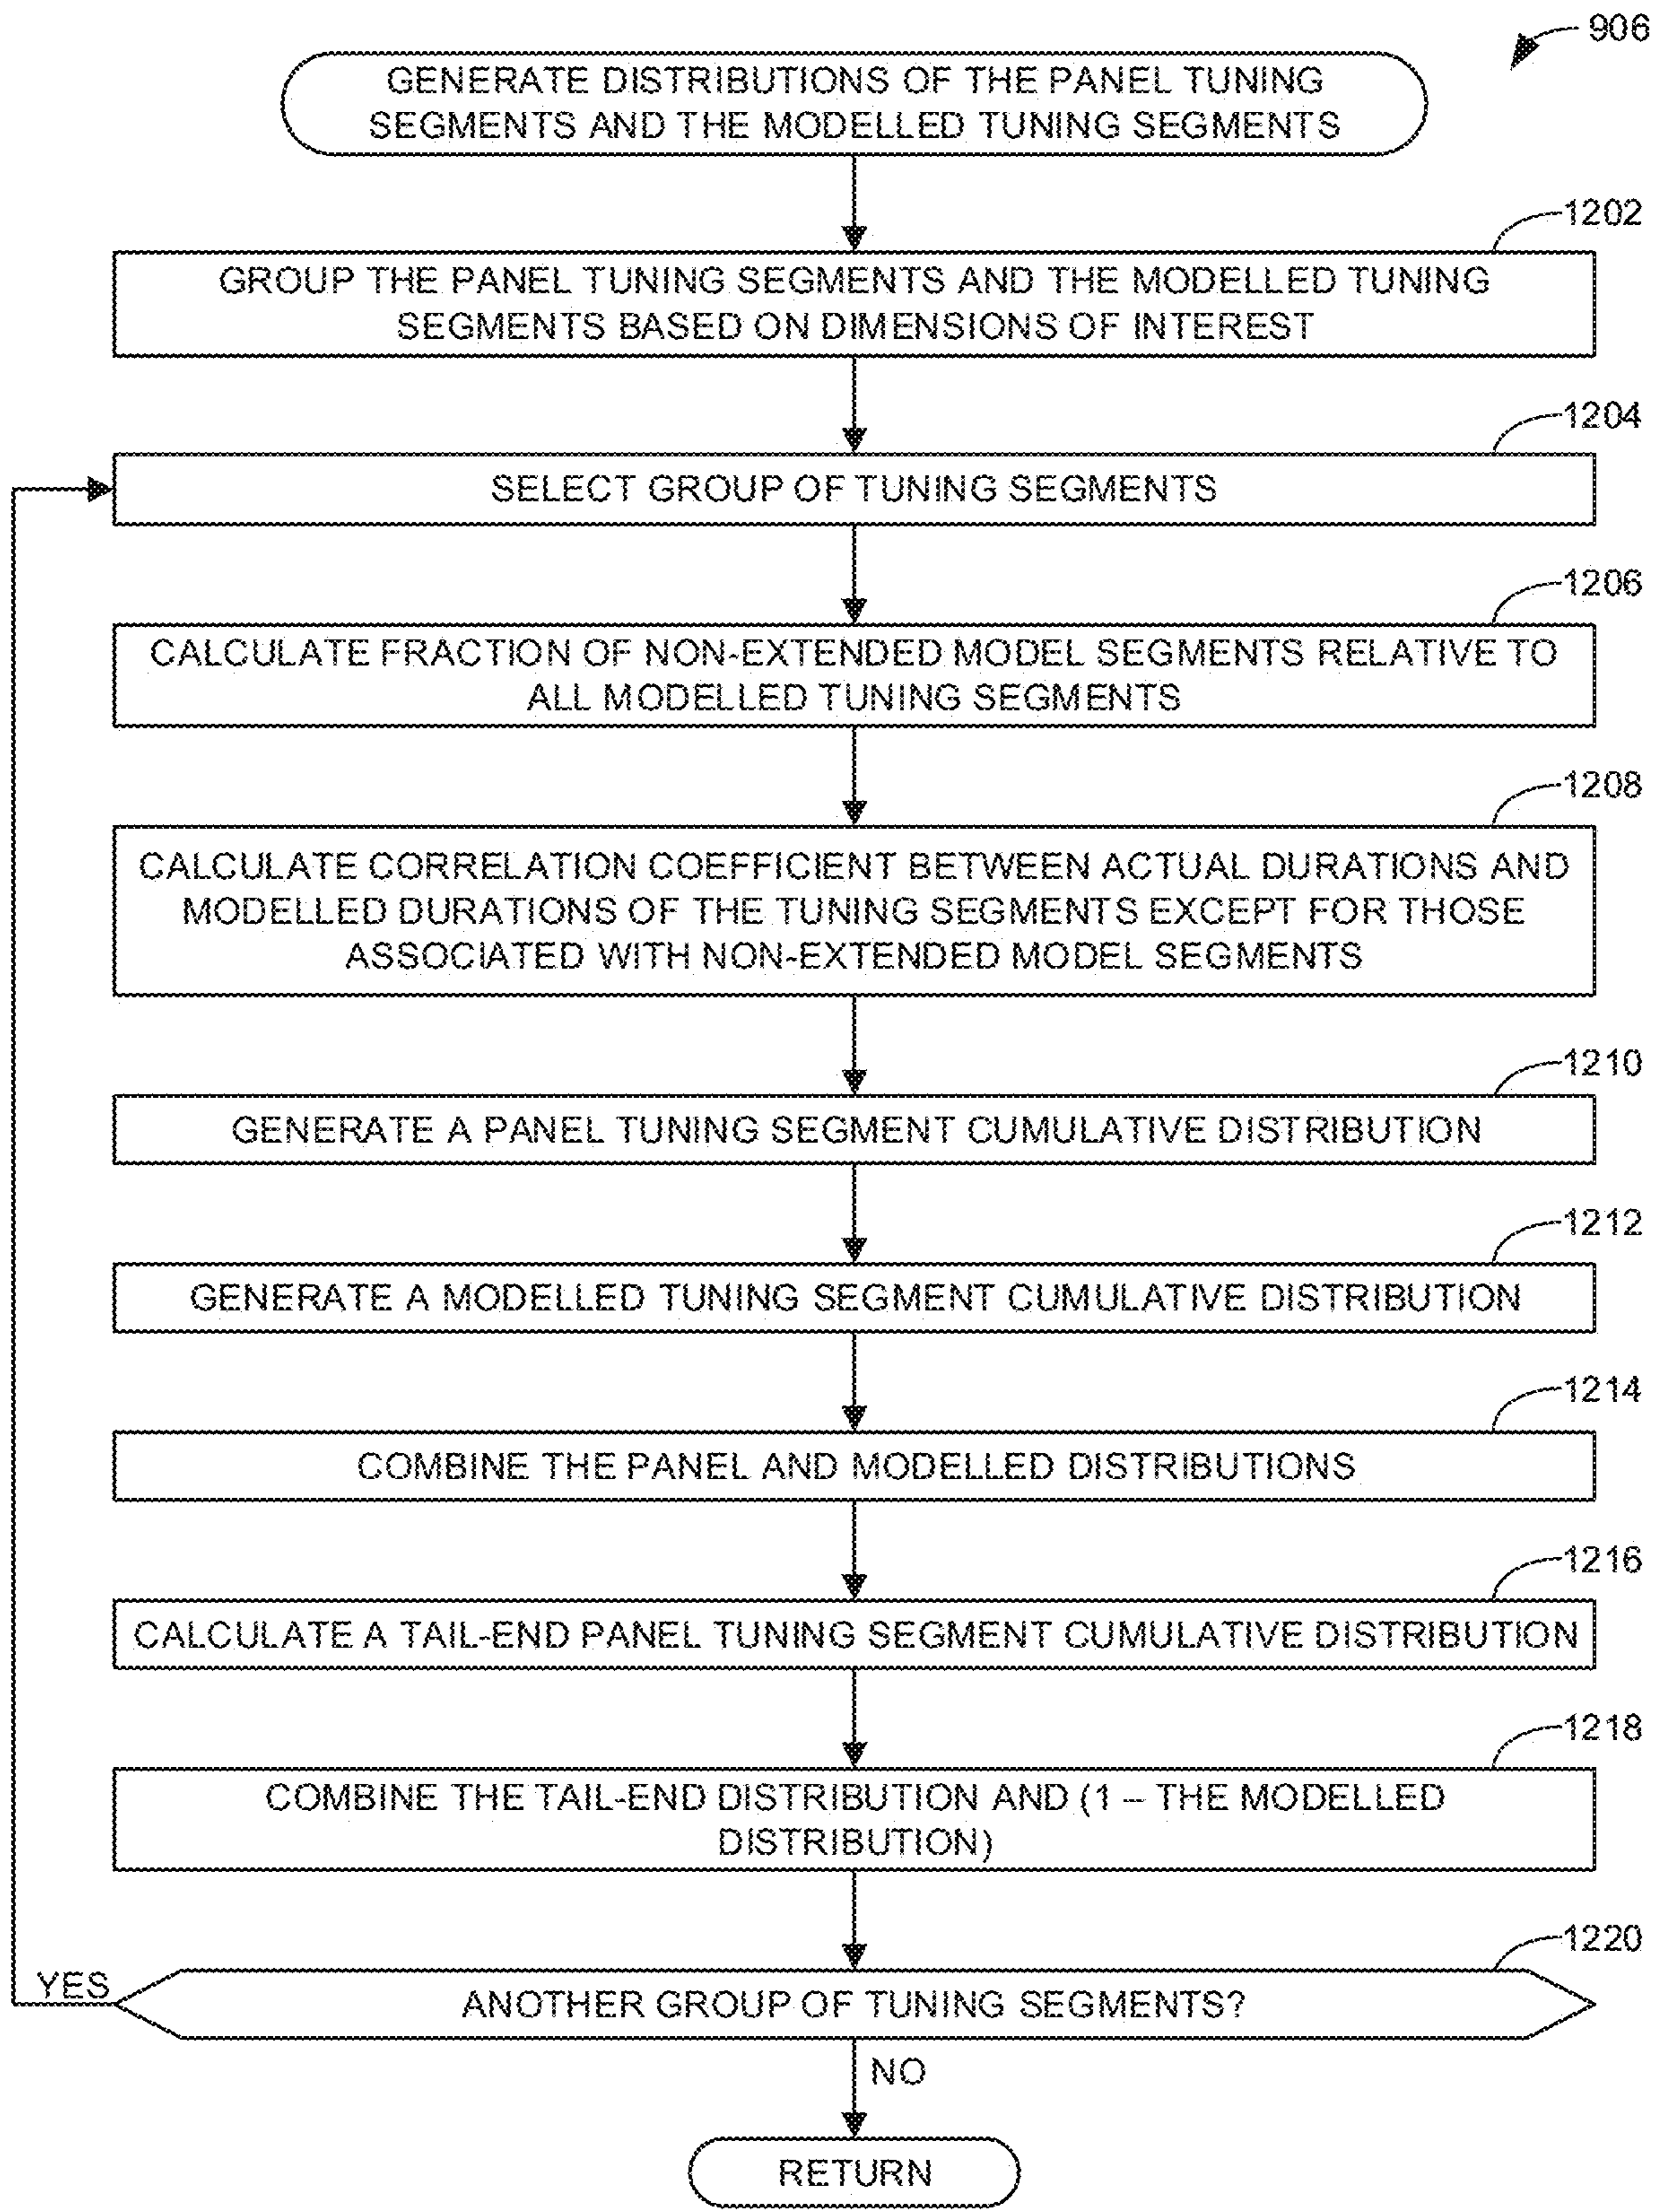 906
GENERATE DISTRIBUTIONS OF THE PANEL TUNING
SEGMENTS AND THE MODELLED TUNING SEGMENTS
1202
GROUP THE PANEL TUNING SEGMENTS AND THE MODELLED TUNING
SEGMENTS BASED ON DIMENSIONS OF INTEREST
1204
SELECT GROUP OF TUNING SEGMENTS
1206
CALCULATE FRACTION OF NON-EXTENDED MODEL SEGMENTS RELATIVE TO
ALL MODELLED TUNING SEGMENTS
1208
CALCULATE CORRELATION COEFFICIENT BETWEEN ACTUAL DURATIONS AND
MODELLED DURATIONS OF THE TUNING SEGMENTS EXCEPT FOR THOSE
ASSOCIATED WITH NON-EXTENDED MODEL SEGMENTS
1210
GENERATE A PANEL TUNING SEGMENT CUMULATIVE DISTRIBUTION
1212
GENERATE A MODELLED TUNING SEGMENT CUMULATIVE DISTRIBUTION
1214
COMBINE THE PANEL AND MODELLED DISTRIBUTIONS
1216
CALCULATE A TAIL-END PANEL TUNING SEGMENT CUMULATIVE DISTRIBUTION
1218
COMBINE THE TAIL-END DISTRIBUTION AND (1 – THE MODELLED
DISTRIBUTION)
1220
YES
ANOTHER GROUP OF TUNING SEGMENTS?
NO
RETURN